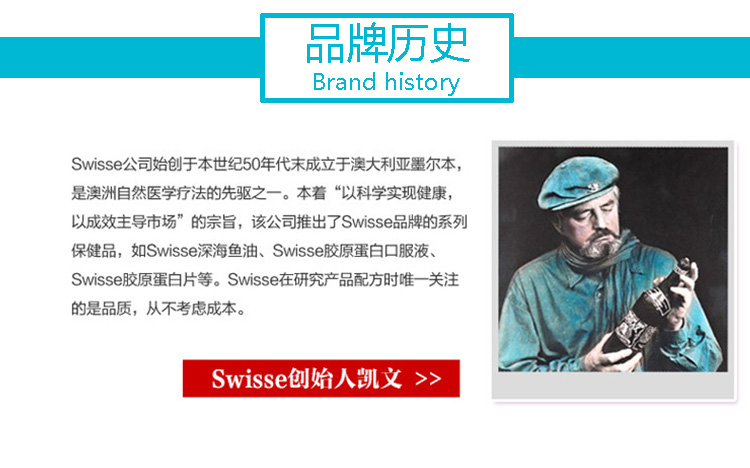 品牌历史
Brand history
Swisse公司始创于本世纪50年代末成立于澳大利亚墨尔本，
是澳洲自然医学疗法的先驱之一。本着“以科学实现健康，
以成效主导市场”的宗旨，该公司推出了Swisse品牌的系列
保健品，如Swisse深海鱼油、Swisse胶原蛋白口服液、
Swisse胶原蛋白片等。Swisse在研究产品配方时唯一关注
的是品质，从不考虑成本。
Swisse创始人凯文 >>